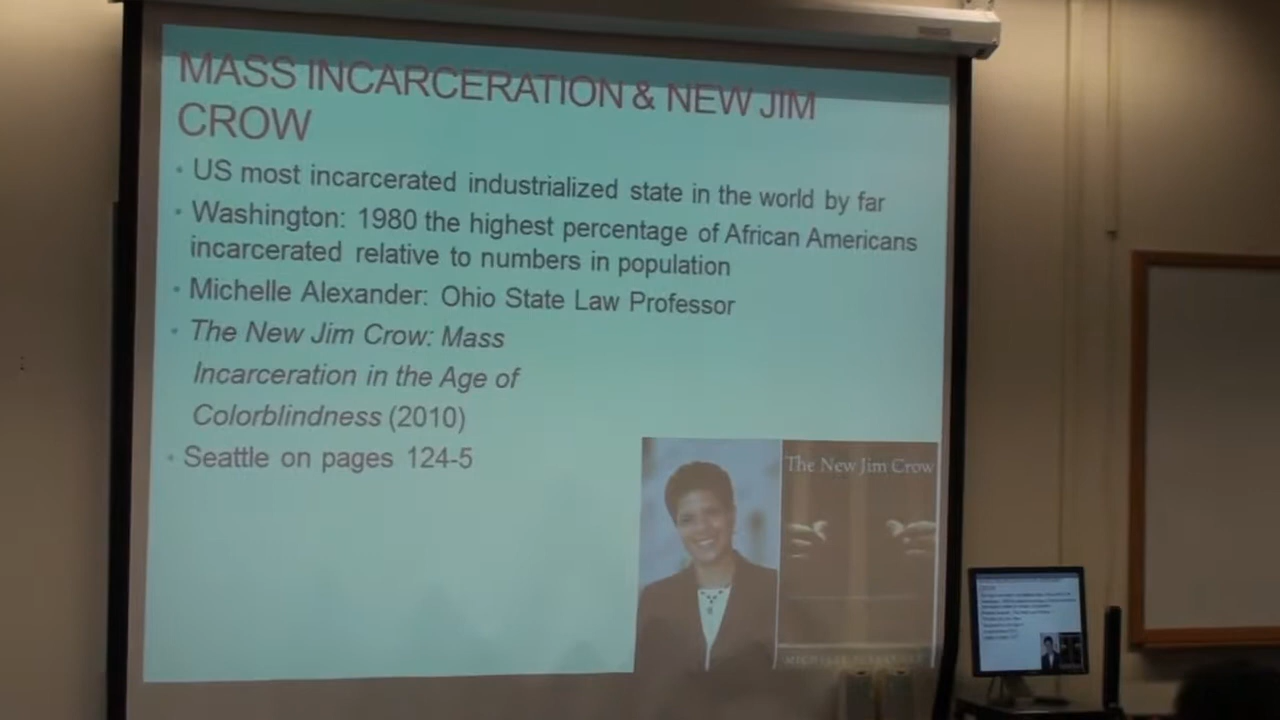 MASS INCARCERATION & NEW JIM
CROW
• US most incarcerated industrialized state in the world by far
• Washington: 1980 the highest percentage of African Americans
incarcerated relative to numbers in population
• Michelle Alexander: Ohio State Law Professor
• The New Jim Crow: Mass
Incarceration in the Age of
Colorblindness (2010)
• Seattle on pages 124-5
The New Jim Crow